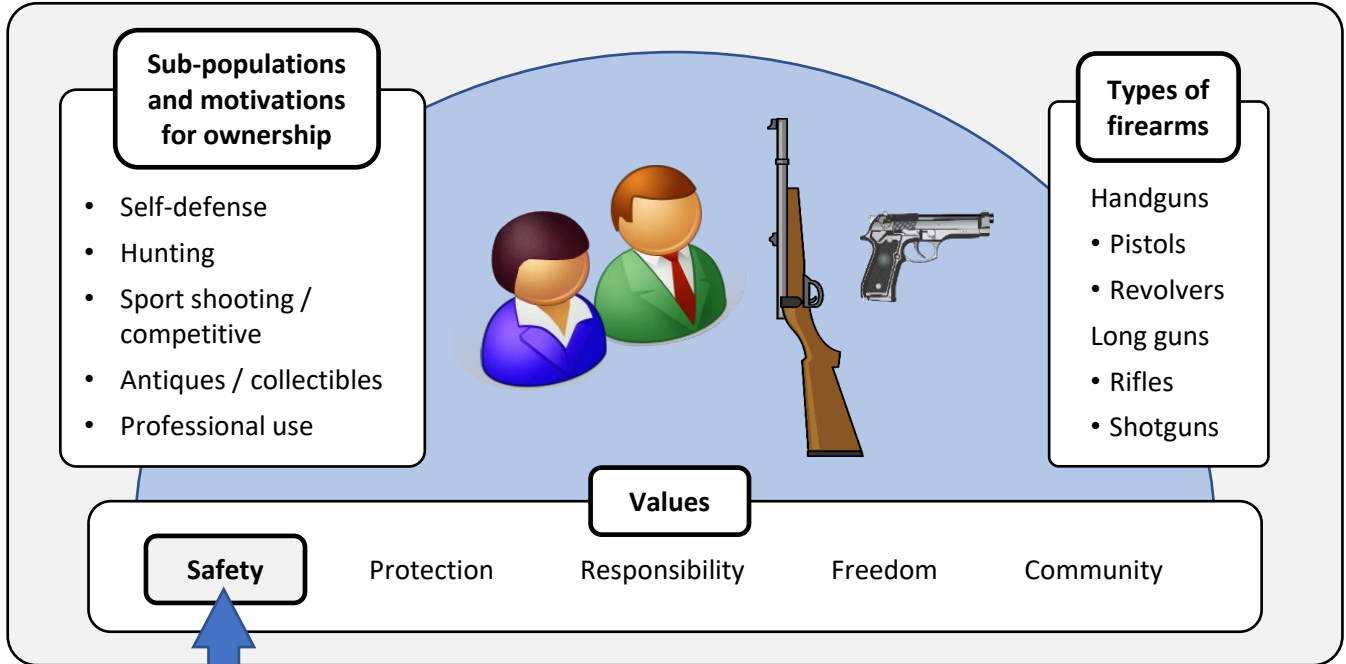 Sub-populations
and motivations
for ownership
• Self-defense
• Hunting
• Sport shooting /
competitive
• Antiques / collectibles
• Professional use
Types of
firearms
Handguns
• Pistols
• Revolvers
Long guns
• Rifles
• Shotguns
Values
Safety Protection Responsibility Freedom Community